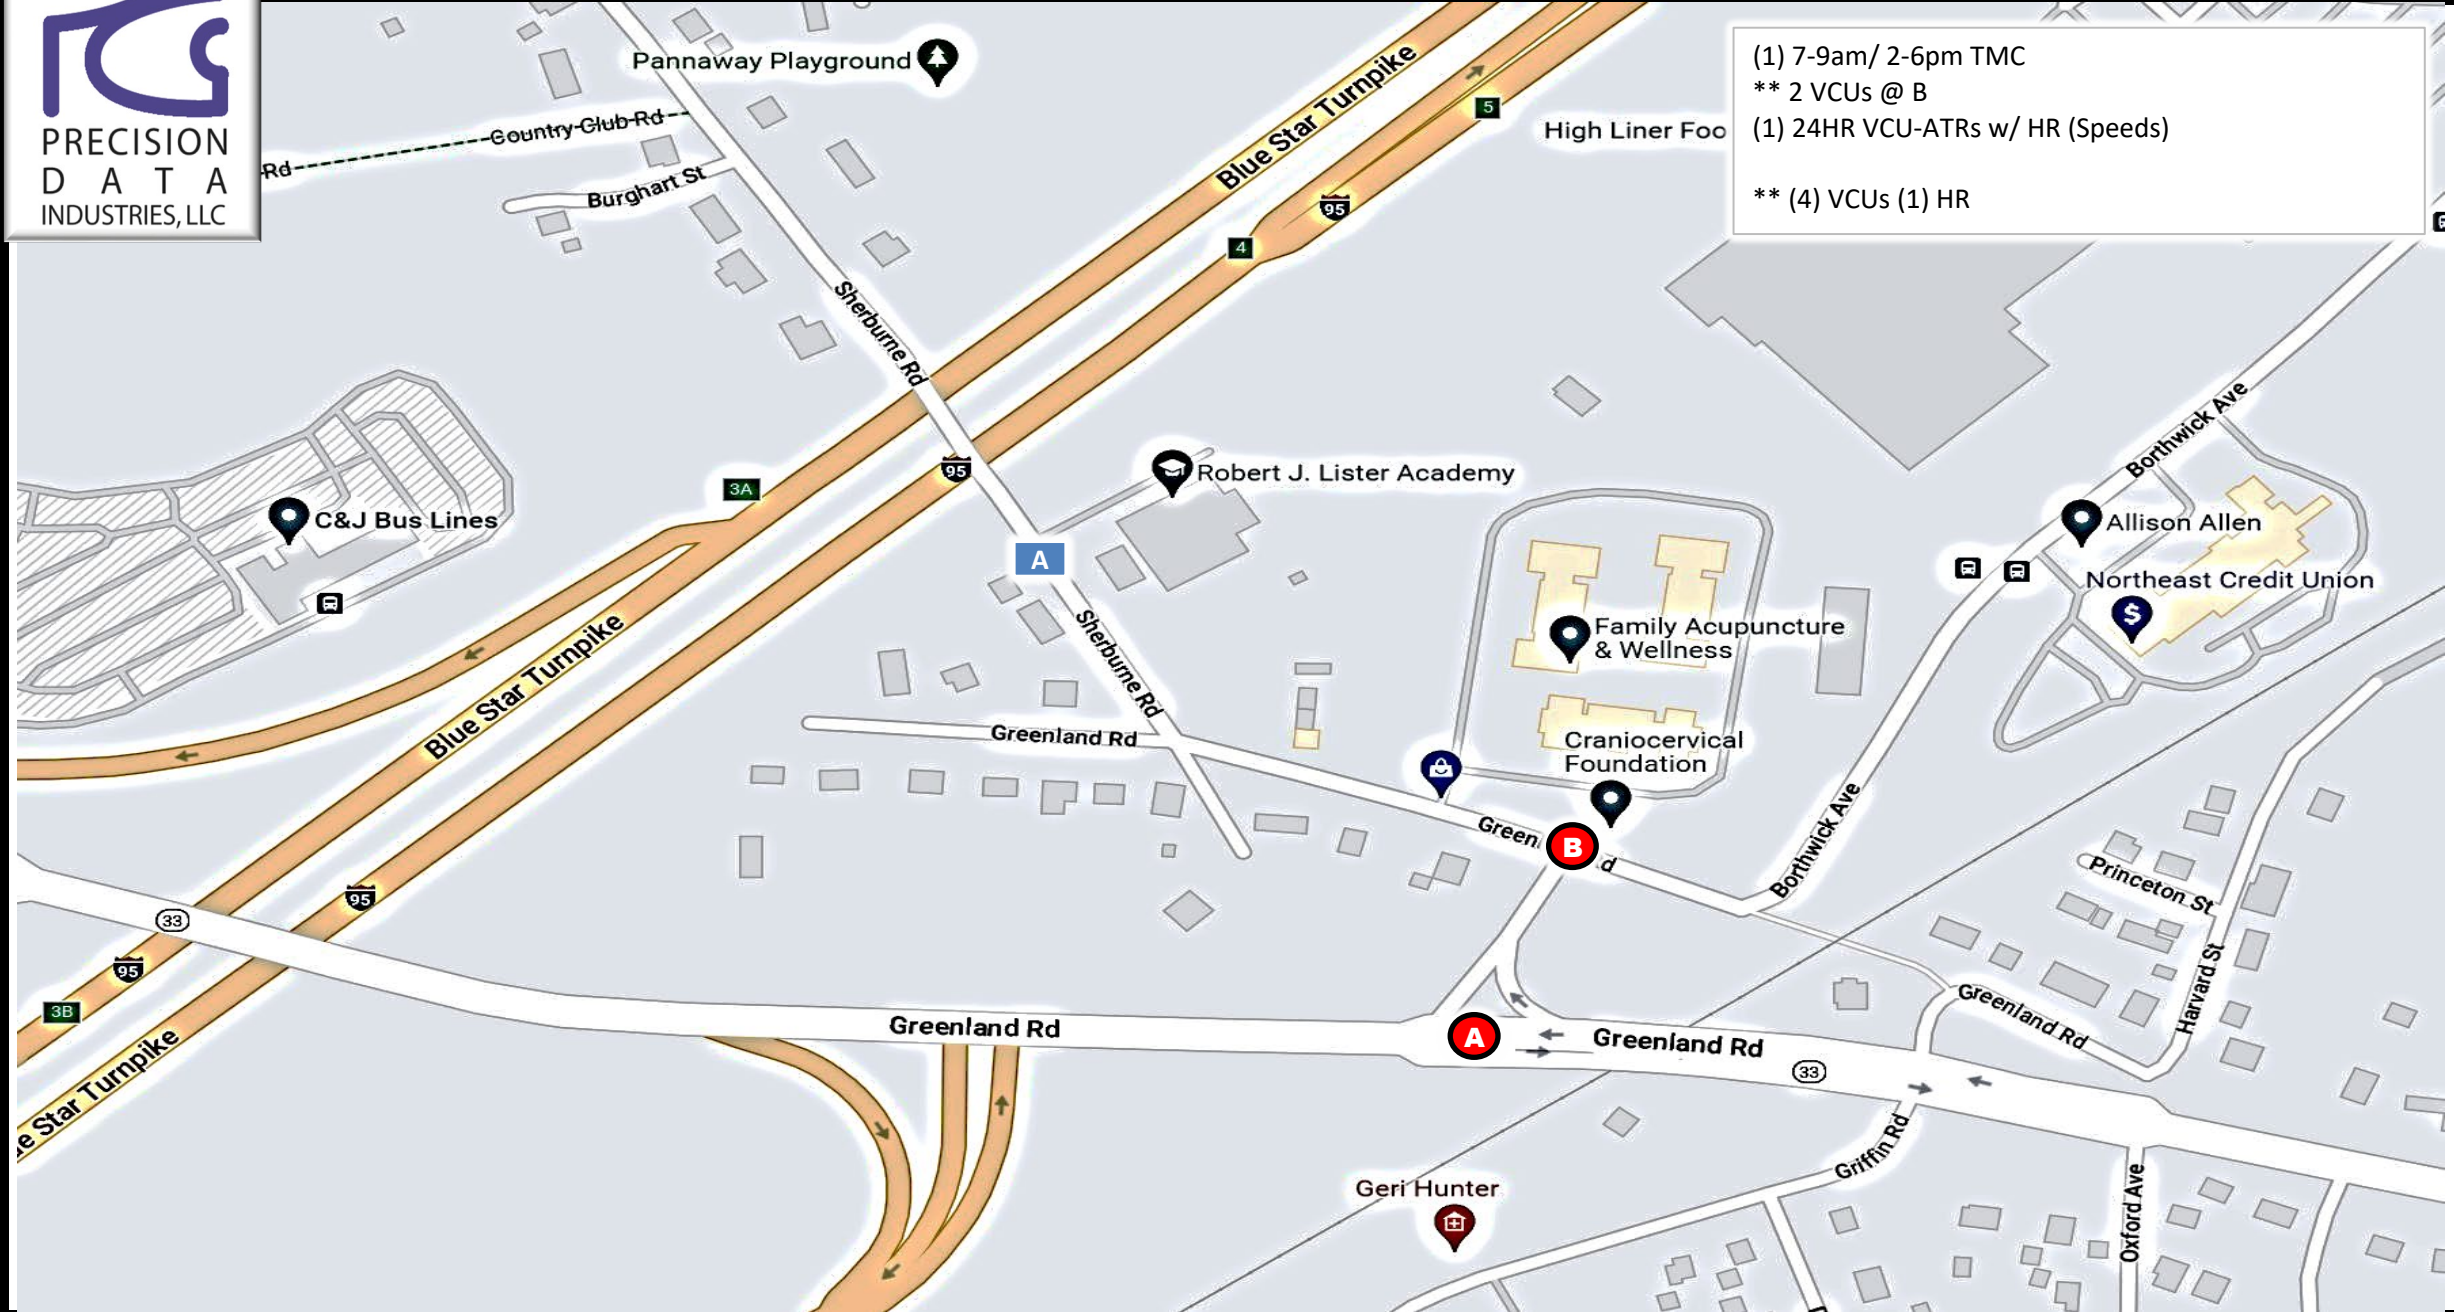 PRECISION
D A T A
INDUSTRIES, LLC
(1) 7-9am/ 2-6pm TMC
** 2 VCUs @ B
(1) 24HR VCU-ATRs w/ HR (Speeds)
** (4) VCUs (1) HR
Pannaway Playground
Blue Star Turnpike
5
High Liner Foo
Country Club Rd
Rd
Burghart St
95
4
Sherburne Rd
Borthwick Ave
95
3A
Robert J. Lister Academy
C&J Bus Lines
Allison Allen
A
Northeast Credit Union
$
Family Acupuncture
& Wellness
Blue Star Turnpike
Sherburne Rd
Greenland Rd
Craniocervical
Foundation
Borthwick Ave
Green
B
d
Princeton St
95
33
95
Harvard St
3B
Greenland Rd
Greenland Rd
A
Greenland Rd
33
e Star Turnpike
Griffin Rd
Geri Hunter
Oxford Ave